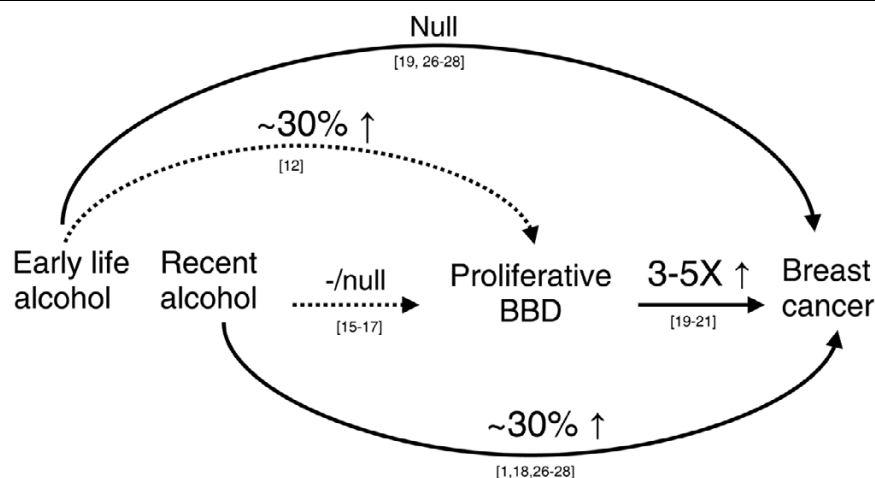 Null
[19, 26-28]
~30% ↑
[12]
Early life
alcohol
Recent
alcohol
-/null
[15-17]
Proliferative
BBD
3-5X ↑
[19-21]
Breast
cancer
~30% ↑
[1,18,26-28]